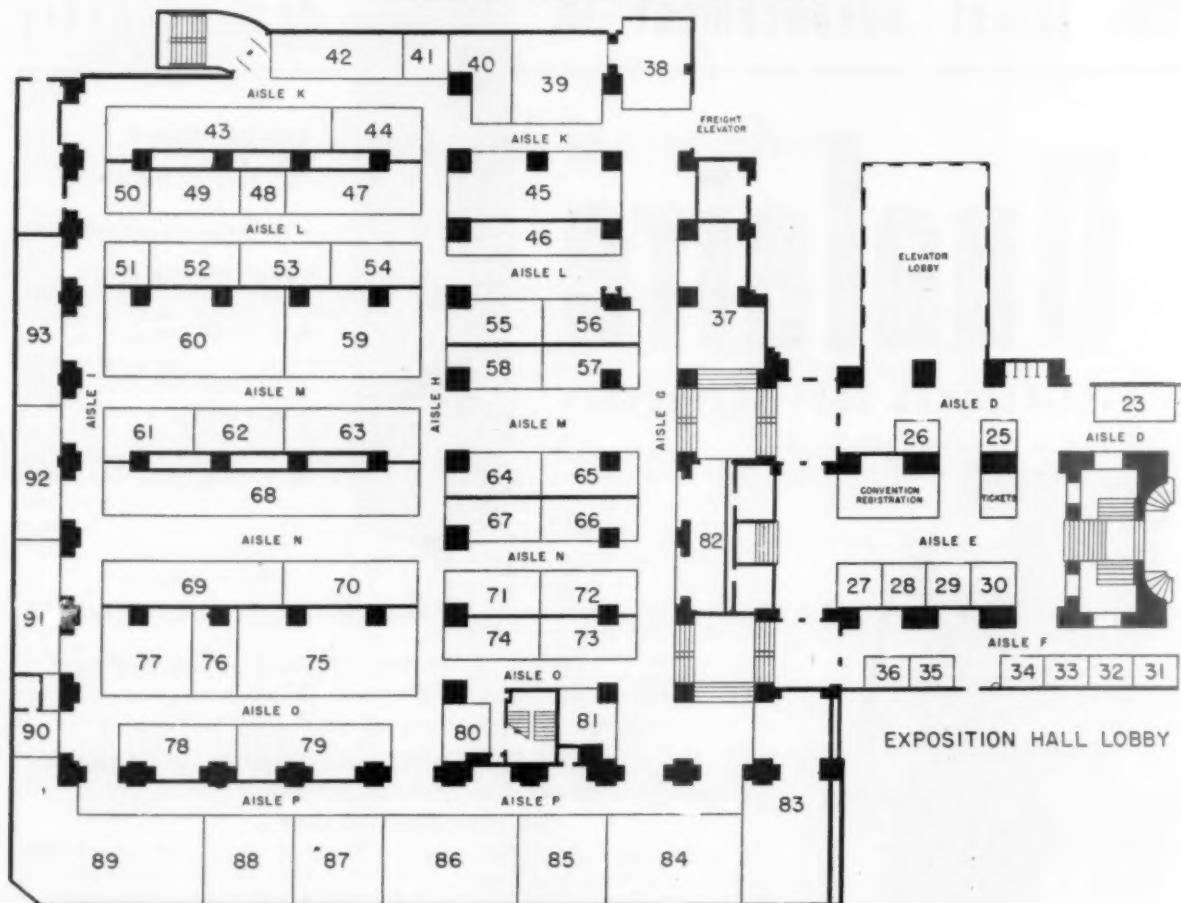 42 41 40 39 38
AISLE K
FREIGHT
ELEVATOR
43 44
AISLE K
50 49 48 47
45
AISLE L
46
51 52 53 54
AISLE L
ELEVATOR
LOBBY
93
60 59
55 56
37
58 57
AISLE I
AISLE M
AISLE H
AISLE G
AISLE D
23
61 62 63
AISLE M
26 25
AISLE D
92
68
64 65
CONVENTION
REGISTRATION
TICKETS
67 66
82
AISLE N
AISLE N
AISLE E
69 70
71 72
27 28 29 30
91
77 76 75
74 73
AISLE F
AISLE O
36 35 34 33 32 31
AISLE O
90
78 79
80 81
EXPOSITION HALL LOBBY
AISLE P
AISLE P
83
89 88 87 86 85 84